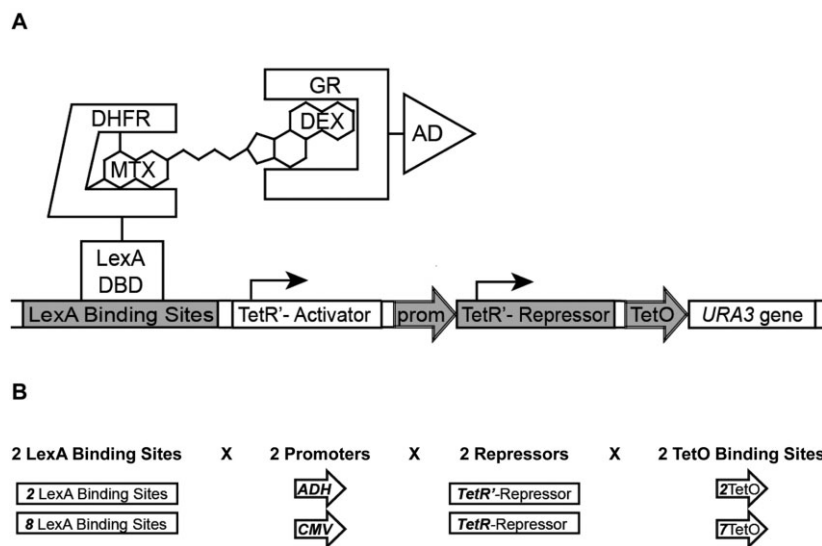 A
GR
DHFR
DEX
AD
MTX
LexA
DBD
LexA Binding Sites
TetR'- Activator
prom
TetR'- Repressor
TetO
URA3 gene
B
2 LexA Binding Sites X 2 Promoters X 2 Repressors X 2 TetO Binding Sites
2 LexA Binding Sites ADH TetR'-Repressor 2TetO
8 LexA Binding Sites CMV TetR-Repressor 7TetO